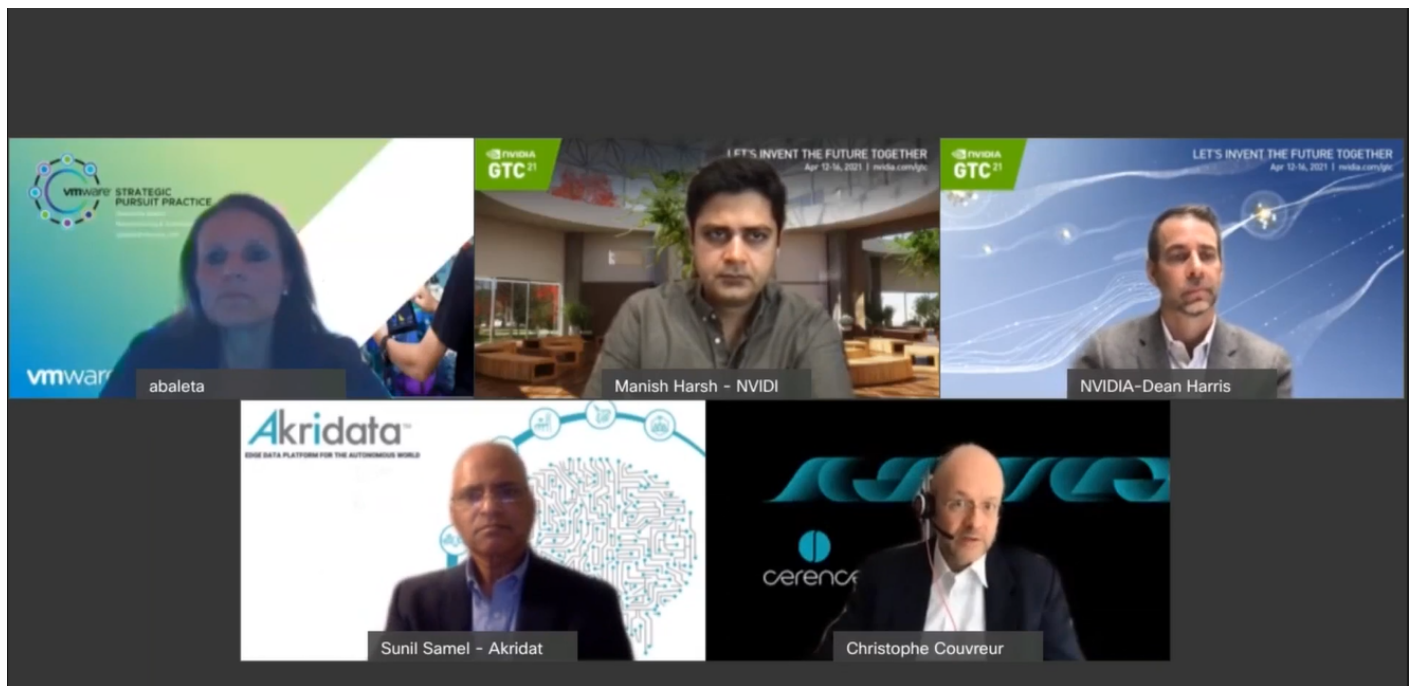 vmware STRATEGIC
PURSUIT PRACTICE
vmwar
abaleta
NVIDIA
GTC 21
LET'S INVENT THE FUTURE TOGETHER
Apr 12-16, 2021 | nvidia.com/gtc
Manish Harsh - NVIDI
NVIDIA
GTC 21
LET'S INVENT THE FUTURE TOGETHER
Apr 12-16, 2021 | nvidia.com/gtc
NVIDIA-Dean Harris
Akridata™
EDGE DATA PLATFORM FOR THE AUTONOMOUS WORLD
Sunil Samel - Akridat
cerence
Christophe Couvreur